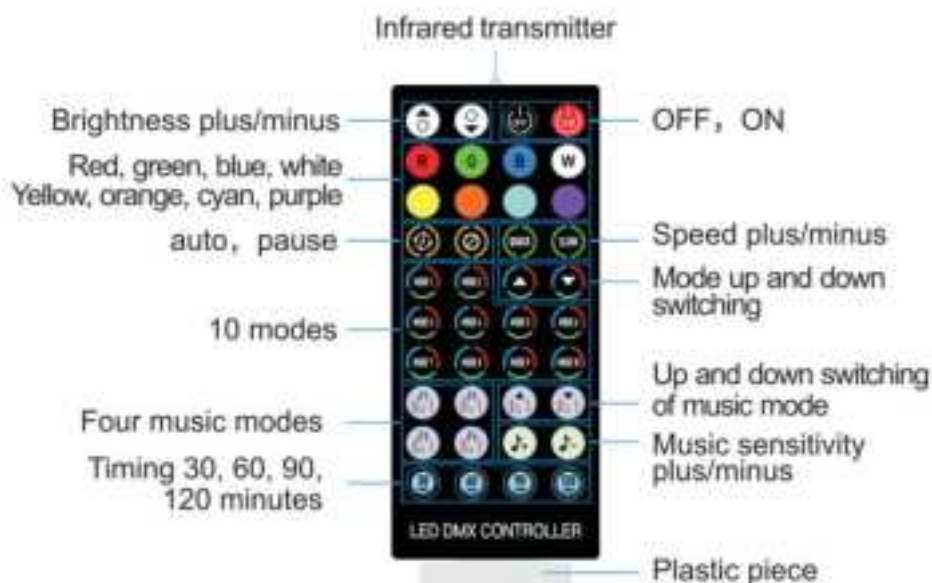 Infrared transmitter
Brightness plus/minus
OFF, ON
Red, green, blue, white
Yellow, orange, cyan, purple
R G B W
auto, pause
Speed plus/minus
Mode up and down
switching
10 modes
Up and down switching
of music mode
Four music modes
Music sensitivity
plus/minus
Timing 30, 60, 90,
120 minutes
LED DMX CONTROLLER
Plastic piece